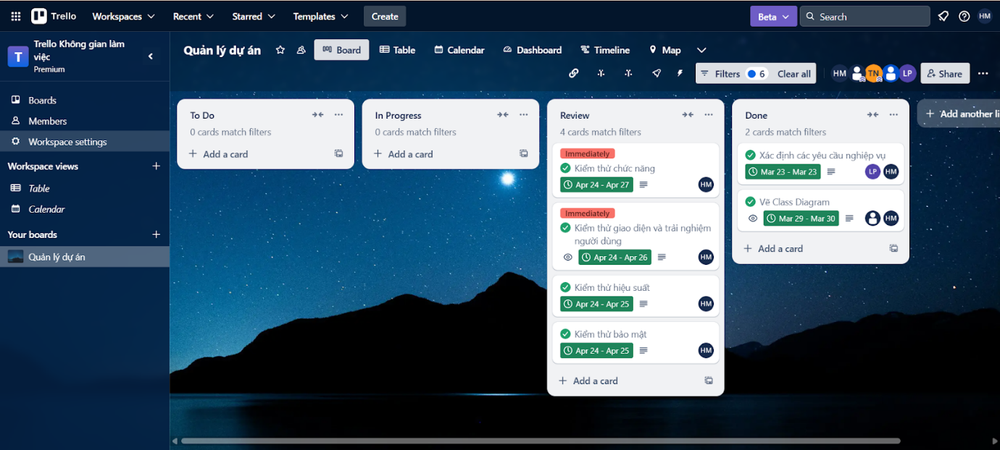 Trello Workspaces Recent Starred Templates Create Beta Search HM
T Trello Không gian làm
việc
Premium
Boards
Members
Workspace settings
Workspace views
Table
Calendar
Your boards
Quản lý dự án
Quản lý dự án Board Table Calendar Dashboard Timeline Map
Filters 6 Clear all HM TN LP Share
To Do
0 cards match filters
Add a card
In Progress
0 cards match filters
Add a card
Review
4 cards match filters
Immediately
Kiểm thử chức năng
Apr 24 - Apr 27 HM
Immediately
Kiểm thử giao diện và trải nghiệm
người dùng
Apr 24 - Apr 26 HM
Kiểm thử hiệu suất
Apr 24 - Apr 25 HM
Kiểm thử bảo mật
Apr 24 - Apr 25 HM
Add a card
Done
2 cards match filters
Xác định các yêu cầu nghiệp vụ
Mar 23 - Mar 23 LP HM
Vẽ Class Diagram
Mar 29 - Mar 30 HM
Add a card
Add another li